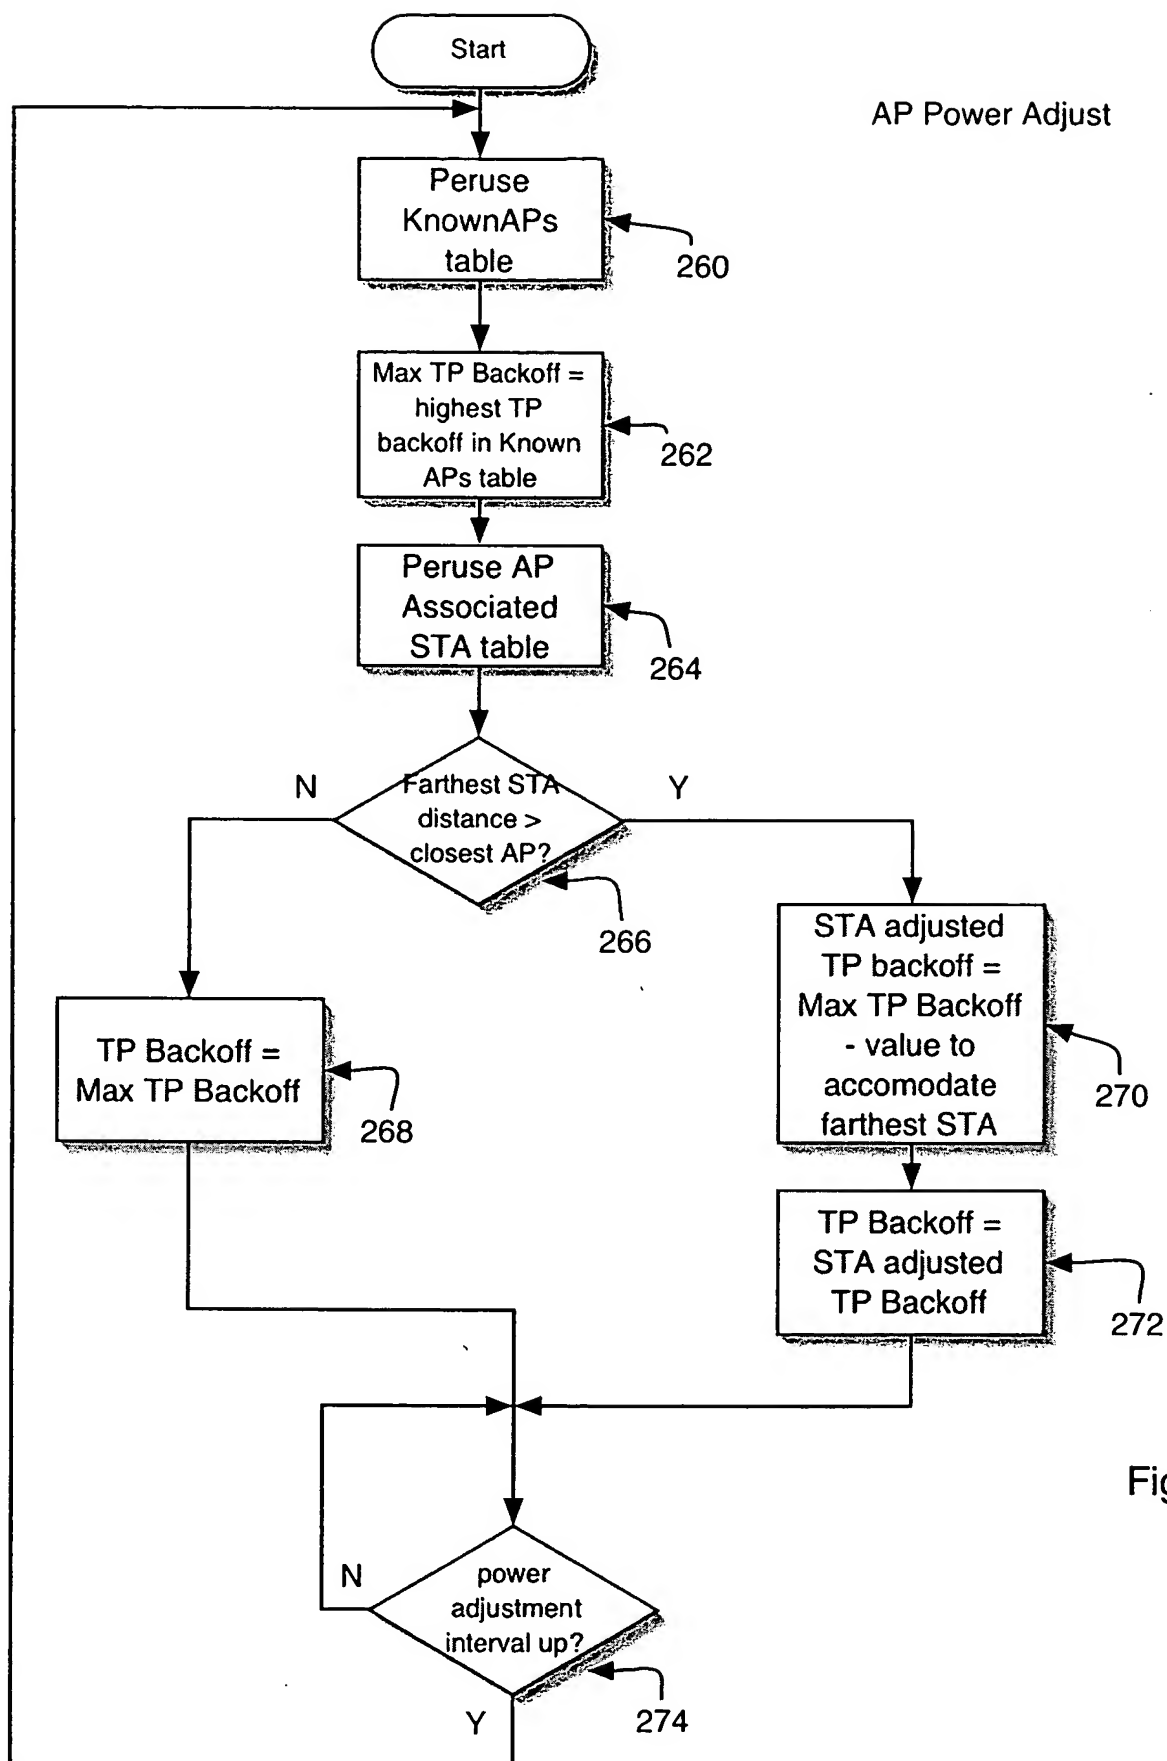 Start
AP Power Adjust
Peruse
KnownAPs
table
260
Max TP Backoff =
highest TP
backoff in Known
APs table
262
Peruse AP
Associated
STA table
264
N
Farthest STA
distance >
closest AP?
Y
266
STA adjusted
TP backoff =
Max TP Backoff
- value to
accomodate
farthest STA
270
TP Backoff =
Max TP Backoff
268
TP Backoff =
STA adjusted
TP Backoff
272
Fig
N
power
adjustment
interval up?
274
Y